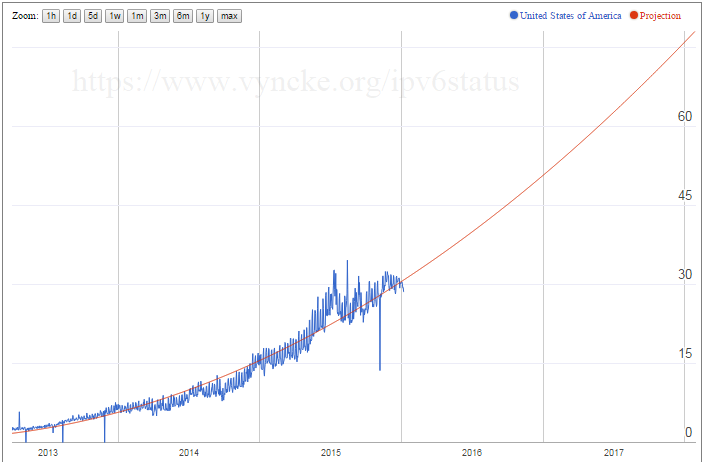 Zoom: 1h 1d 5d 1w 1m 3m 6m 1y max
United States of America Projection
https://www.vyncke.org/ipv6status
60
45
30
15
0
2013 2014 2015 2016 2017